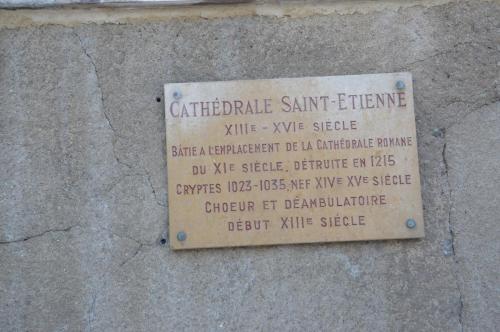 CATHÉDRALE SAINT-ETIENNE
XIIIE - XVIE SIÈCLE
BÂTIE A L'EMPLACEMENT DE LA CATHÉDRALE ROMANE
DU XIE SIÈCLE, DÉTRUITE EN 1215
CRYPTES 1023-1035, NEF XIVE XVE SIÈCLE
CHOEUR ET DÉAMBULATOIRE
DÉBUT XIIIE SIÉCLE